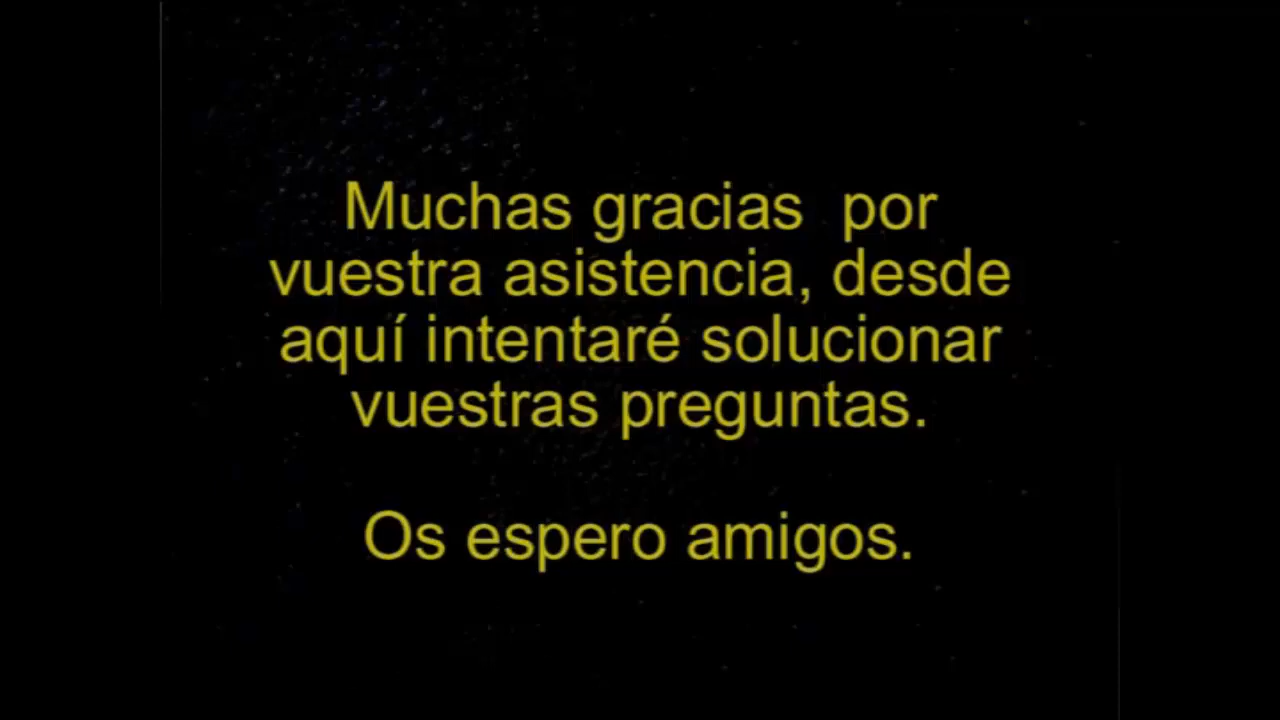 Muchas gracias  por
vuestra asistencia, desde
aquí intentaré solucionar
vuestras preguntas.
Os espero amigos.